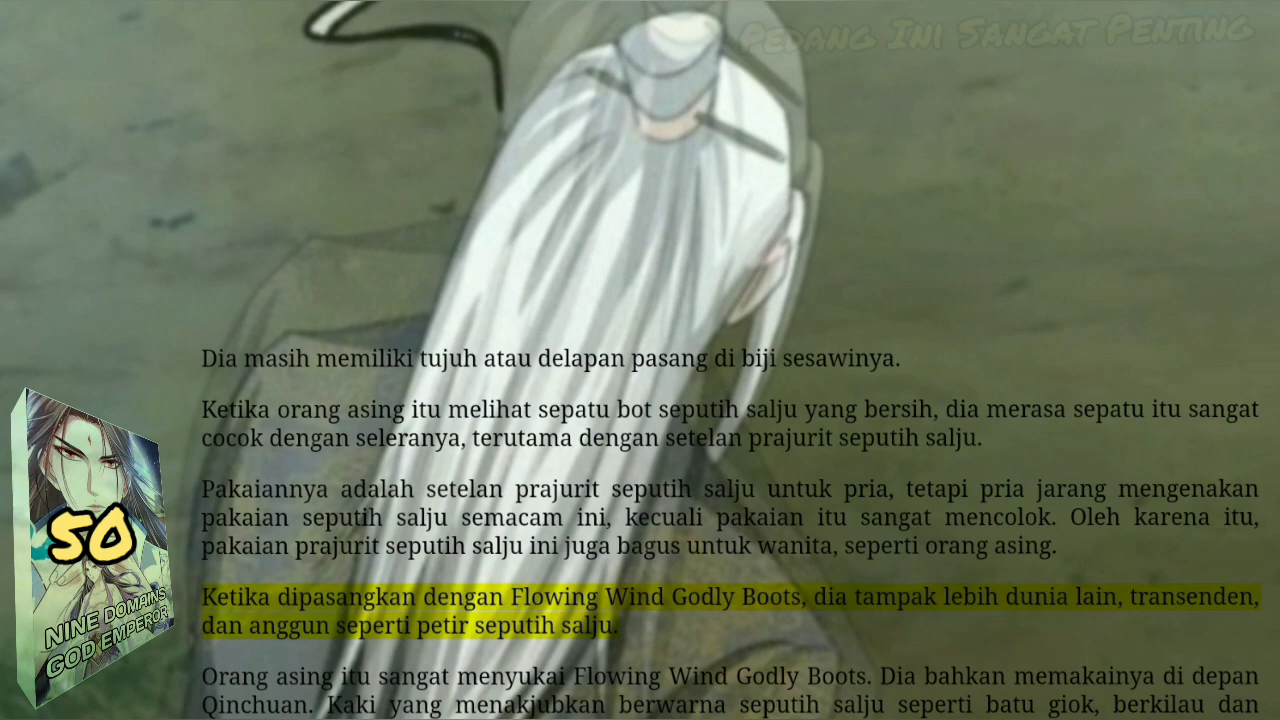 Pedang Ini Sangat Penting
Dia masih memiliki tujuh atau delapan pasang di biji sesawinya.
Ketika orang asing itu melihat sepatu bot seputih salju yang bersih, dia merasa sepatu itu sangat
cocok dengan seleranya, terutama dengan setelan prajurit seputih salju.
Pakaiannya adalah setelan prajurit seputih salju untuk pria, tetapi pria jarang mengenakan
pakaian seputih salju semacam ini, kecuali pakaian itu sangat mencolok. Oleh karena itu,
pakaian prajurit seputih salju ini juga bagus untuk wanita, seperti orang asing.
Ketika dipasangkan dengan Flowing Wind Godly Boots, dia tampak lebih dunia lain, transenden,
dan anggun seperti petir seputih salju.
Orang asing itu sangat menyukai Flowing Wind Godly Boots. Dia bahkan memakainya di depan
Qinchuan. Kaki yang menakjubkan berwarna seputih salju seperti batu giok, berkilau dan
50
NINE DOMAINS
GOD EMPEROR